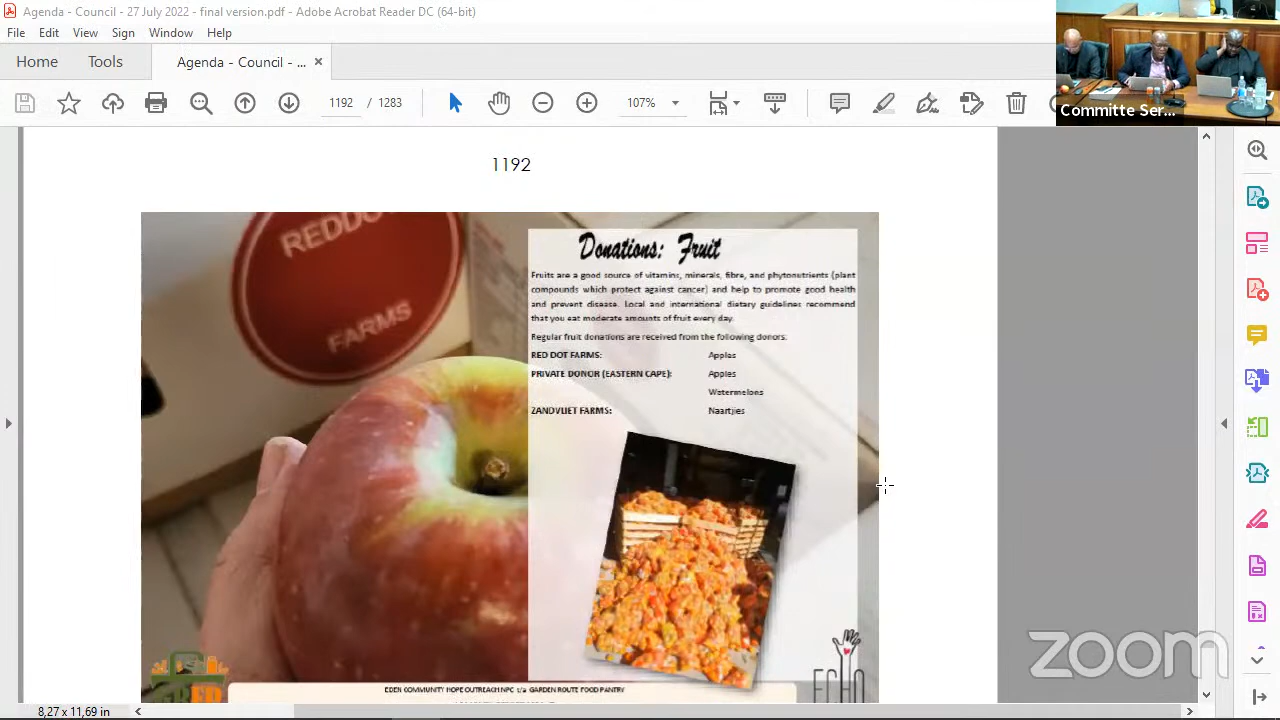 Agenda - Council - 27 July 2022 - final version.pdf - Adobe Acrobat Reader DC (64-bit)
File Edit View Sign Window Help
Home Tools Agenda - Council - ... ×
1192 / 1283 107%
Committe Ser...
1192
REDDOT
FARMS
Donations: Fruit
Fruits are a good source of vitamins, minerals, fibre, and phytonutrients (plant
compounds which protect against cancer) and help to promote good health
and prevent disease. Local and international dietary guidelines recommend
that you eat moderate amounts of fruit every day.
Regular fruit donations are received from the following donors:
RED DOT FARMS: Apples
PRIVATE DONOR (EASTERN CAPE): Apples
Watermelons
ZANDVLIET FARMS: Naartjies
ECHO
EDEN COMMUNITY HOPE OUTREACH NPC t/a GARDEN ROUTE FOOD PANTRY
zoom
8,27 x 11,69 in